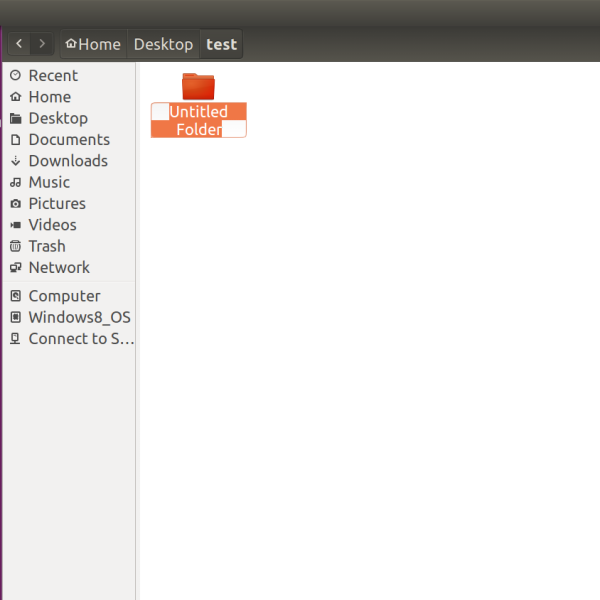 Home Desktop test
Recent
Home
Desktop
Documents
Downloads
Music
Pictures
Videos
Trash
Network
Computer
Windows8_OS
Connect to S...
Untitled
Folder